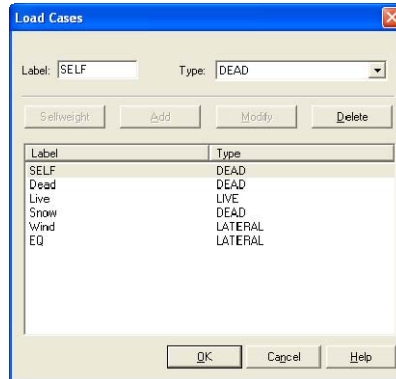 Load Cases
Label: SELF Type: DEAD
Selfweight Add Modify Delete
Label Type
SELF DEAD
Dead DEAD
Live LIVE
Snow DEAD
Wind LATERAL
EQ LATERAL
OK Cancel Help